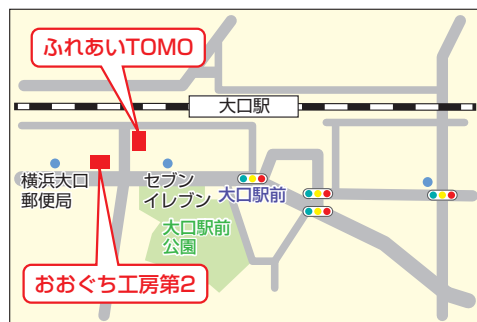 ふれあいTOMO
大口駅
横浜大口
郵便局
セブン
イレブン
大口駅前
大口駅前
公園
おおぐち工房第2